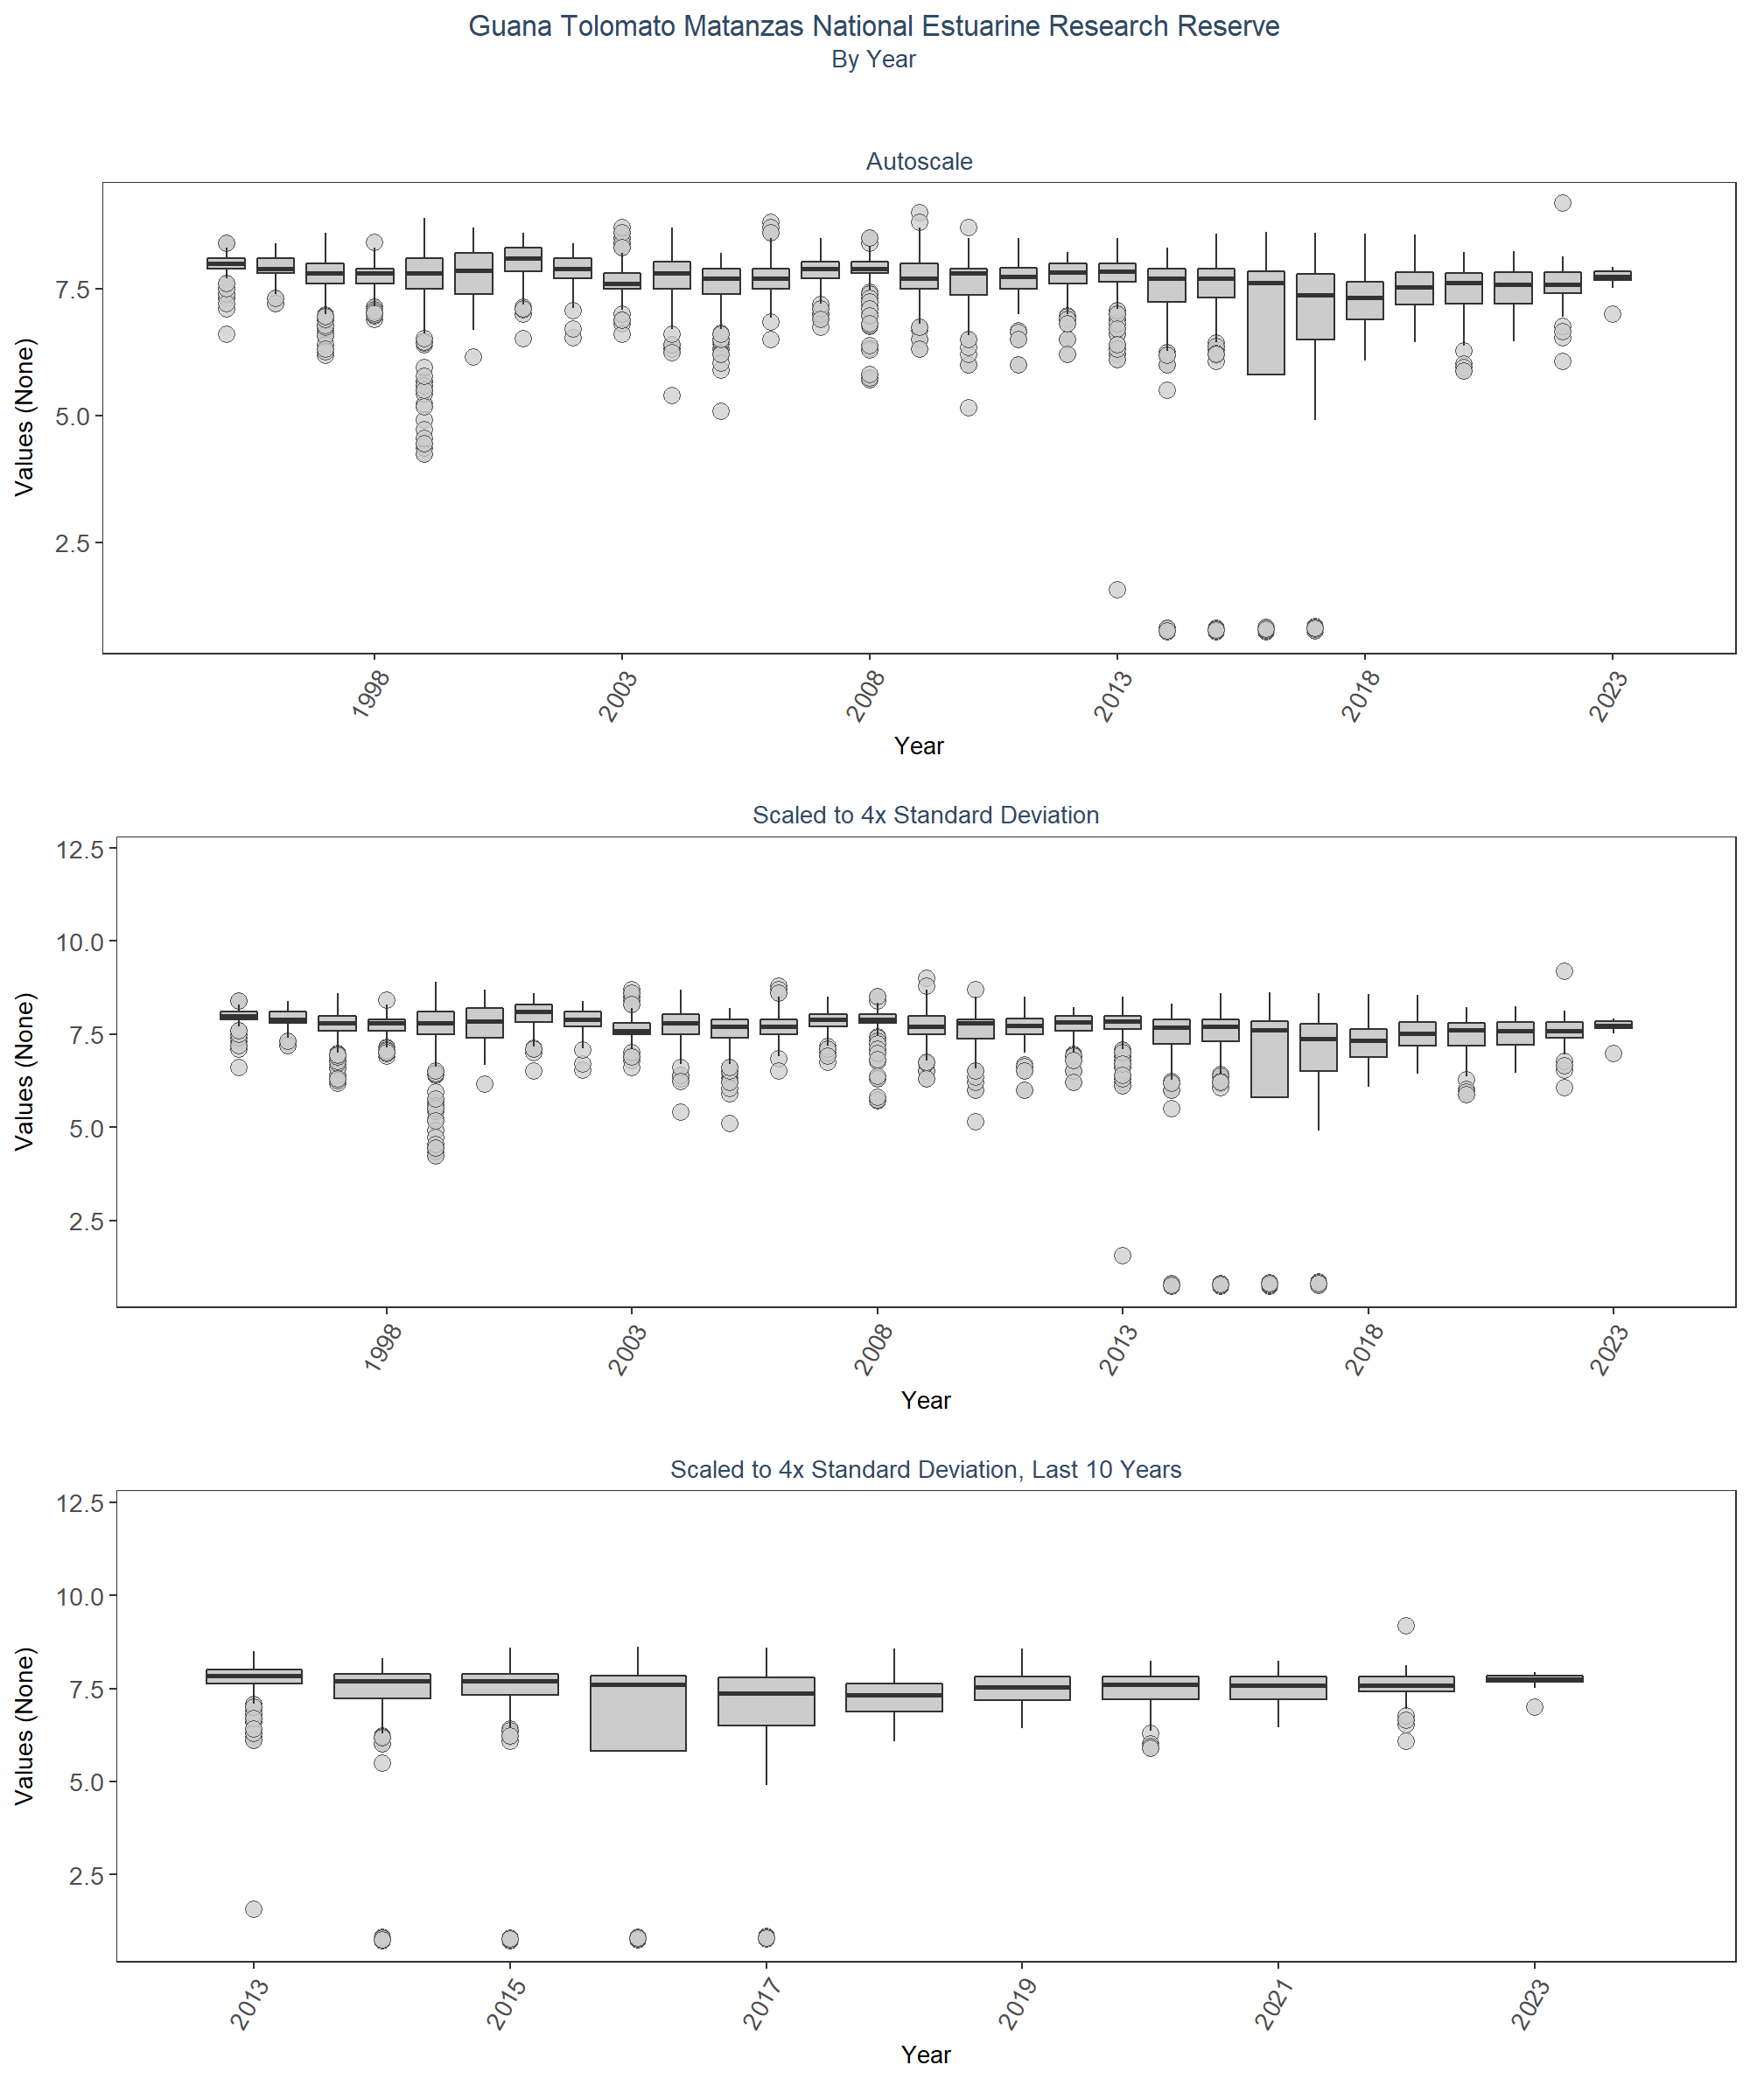 Guana Tolomato Matanzas National Estuarine Research Reserve
By Year
Autoscale
Values (None)
7.5
5.0
2.5
1998
2003
2008
2013
2018
2023
Year
Scaled to 4x Standard Deviation
Values (None)
12.5
10.0
7.5
5.0
2.5
1998
2003
2008
2013
2018
2023
Year
Scaled to 4x Standard Deviation, Last 10 Years
Values (None)
12.5
10.0
7.5
5.0
2.5
2013
2015
2017
2019
2021
2023
Year